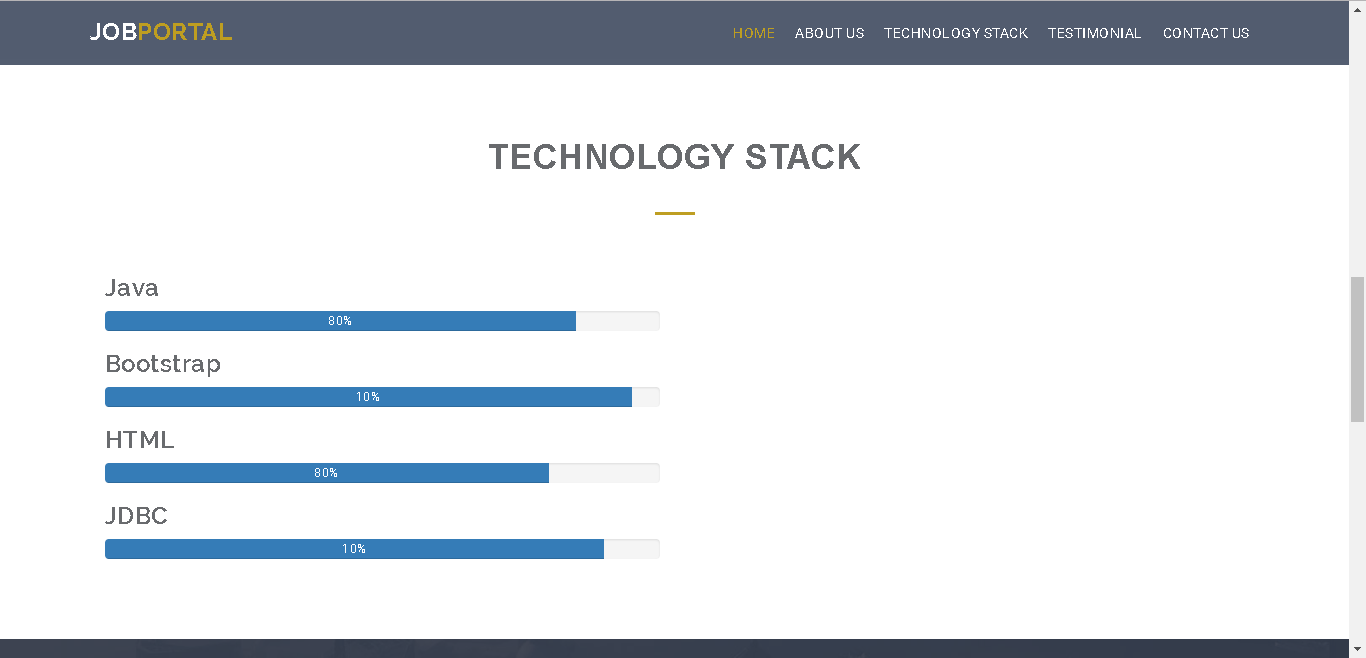 JOBPORTAL
HOME ABOUT US TECHNOLOGY STACK TESTIMONIAL CONTACT US
TECHNOLOGY STACK
Java
80%
Bootstrap
10%
HTML
80%
JDBC
10%